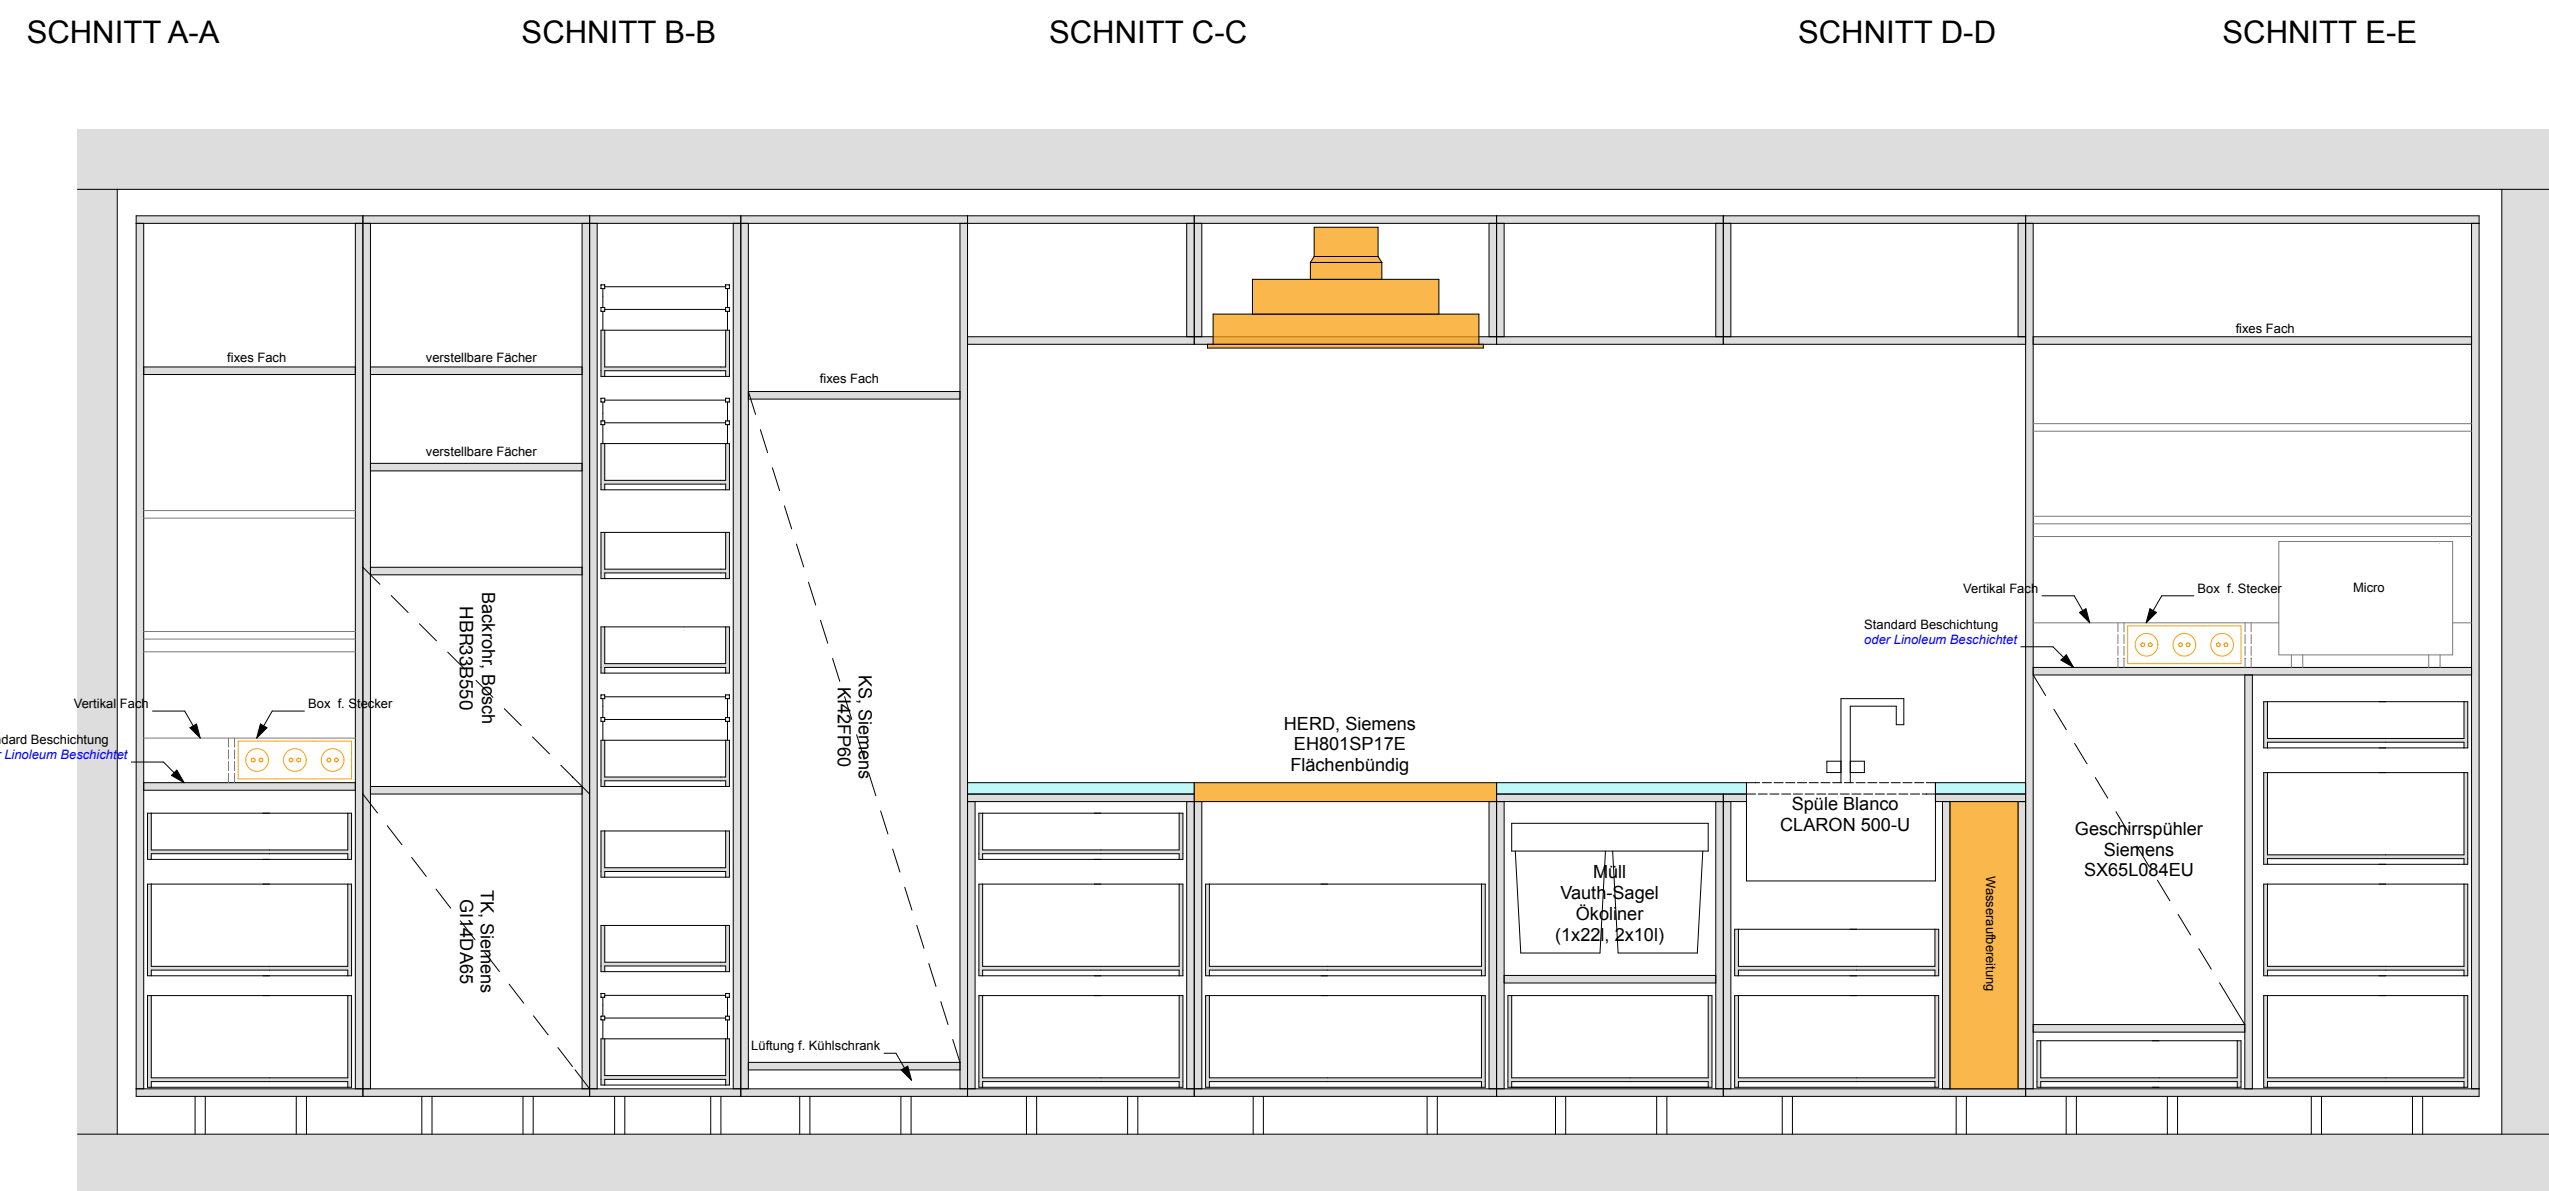 SCHNITT A-A
SCHNITT B-B
SCHNITT C-C
SCHNITT D-D
SCHNITT E-E
fixes Fach
verstellbare Fächer
fixes Fach
fixes Fach
verstellbare Fächer
Backrohr, Bosch
HBR33B550
Vertikal Fach
Box f. Stecker
Micro
Standard Beschichtung
oder Linoleum Beschichtet
KS, Siemens
KI42FP60
Vertikal Fach
Box f. Stecker
ndard Beschichtung
r Linoleum Beschichtet
HERD, Siemens
EH801SP17E
Flächenbündig
Spüle Blanco
CLARON 500-U
Geschirrspühler
Siemens
SX65L084EU
Müll
Vauth-Sagel
Ökoliner
(1x22l, 2x10l)
Wasseraufbereitung
TK, Siemens
GI14DA65
Lüftung f. Kühlschrank